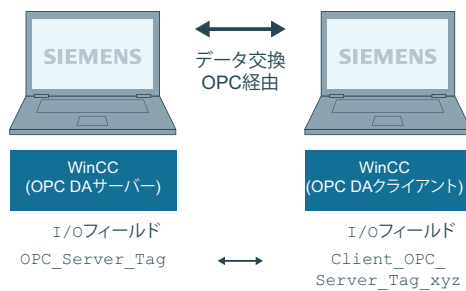 SIEMENS
SIEMENS
データ交換
OPC経由
WinCC
(OPC DAサーバー)
WinCC
(OPC DAクライアント)
I/Oフィールド
I/Oフィールド
OPC_Server_Tag
Client_OPC_
Server_Tag_xyz